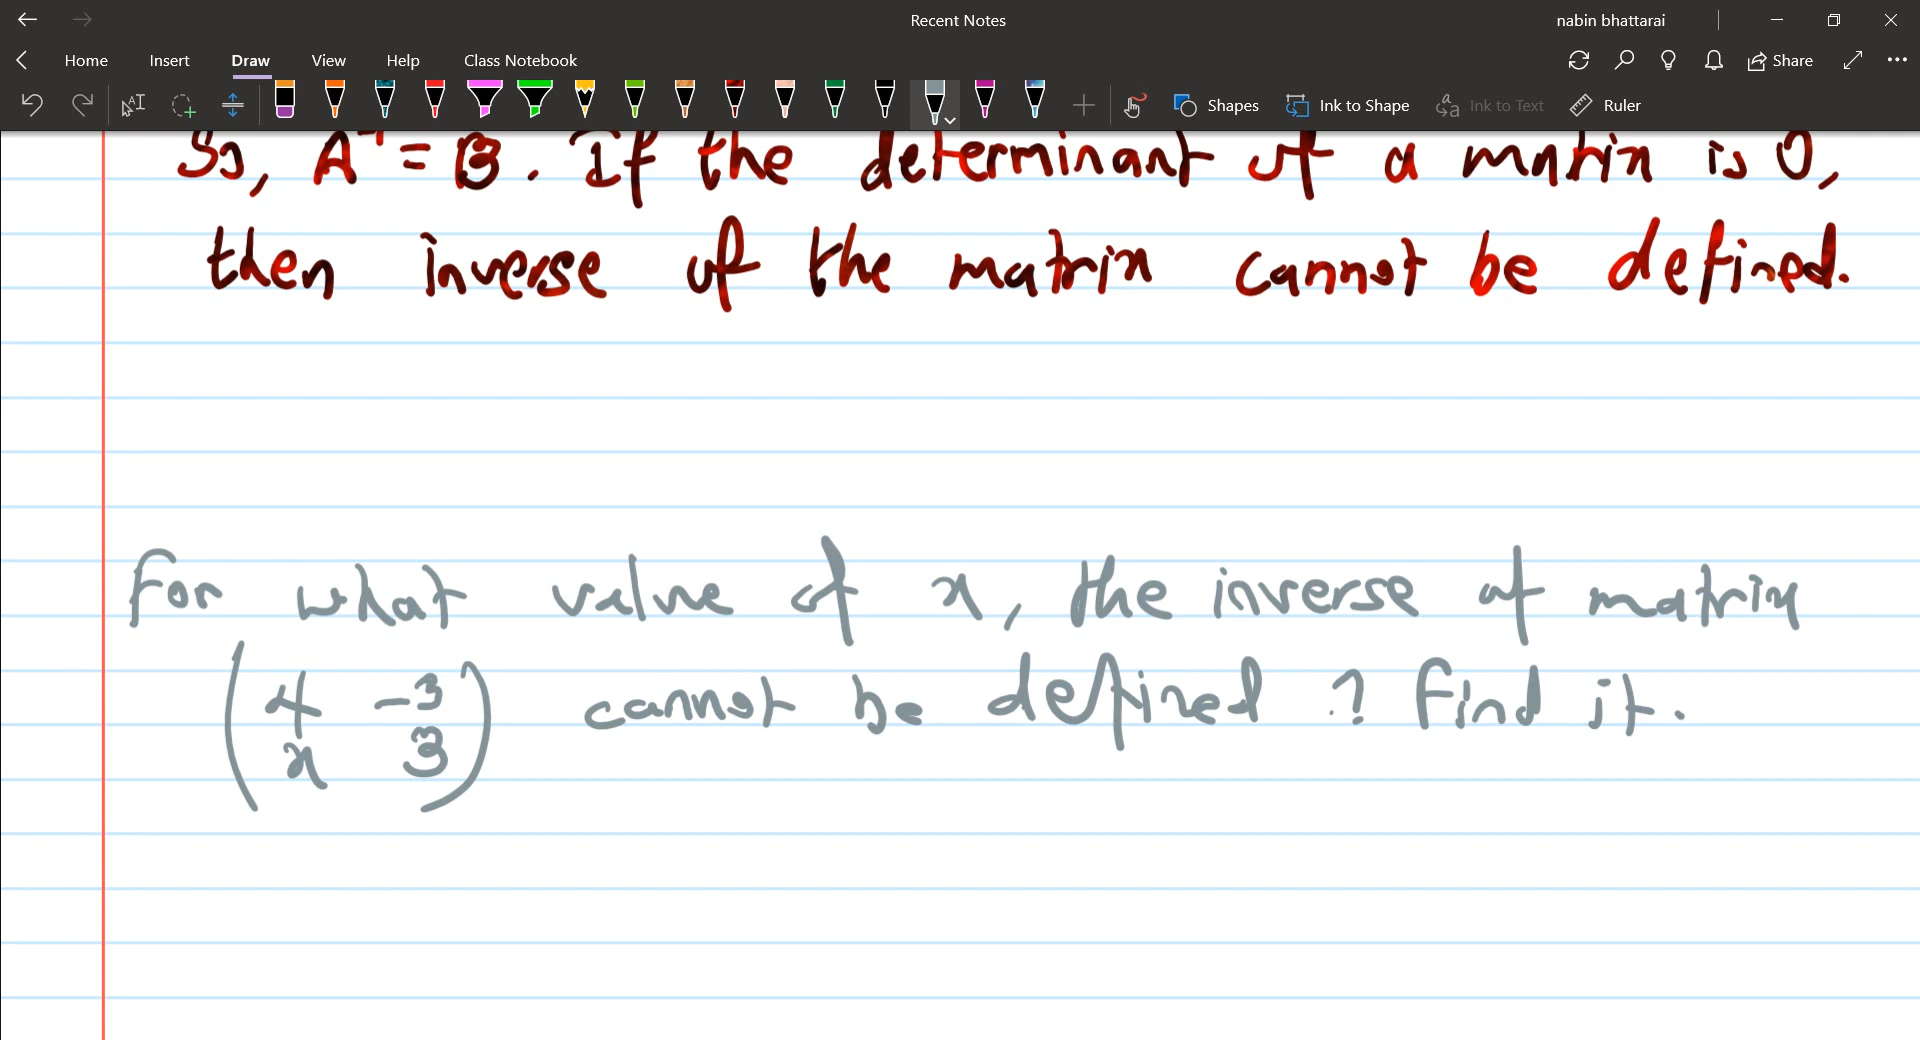 Recent Notes
nabin bhattarai
Home Insert Draw View Help Class Notebook
Share
Shapes Ink to Shape Ink to Text Ruler
So, A⁻¹ = B. If the determinant of a matrix is 0,
then inverse of the matrix cannot be defined.
For what value of x, the inverse of matrix
(4 -3) cannot be defined? Find it.
x 3